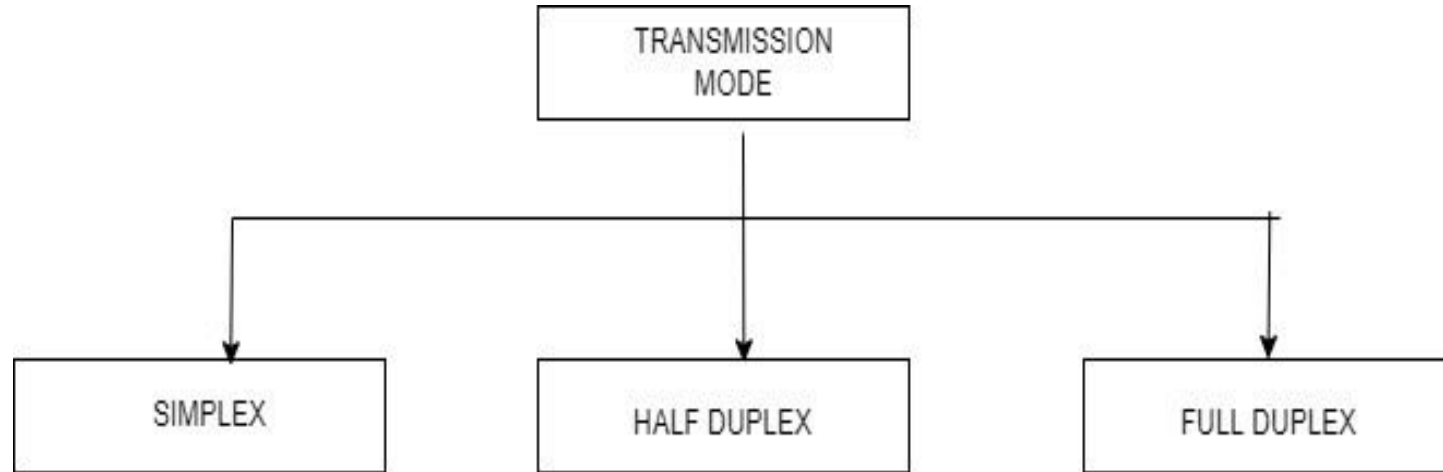 TRANSMISSION
MODE
SIMPLEX
HALF DUPLEX
FULL DUPLEX